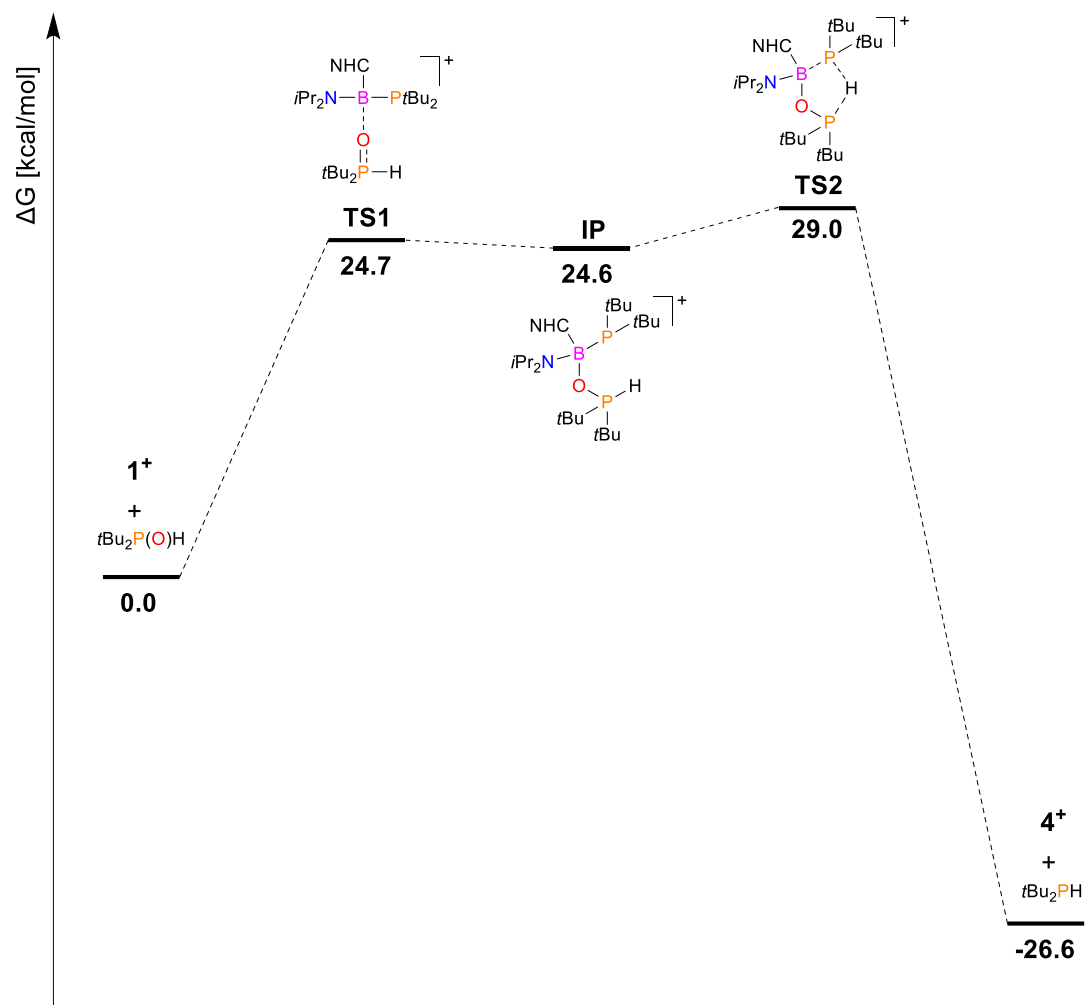 ΔG [kcal/mol]
1+
+
tBu2P(O)H
0.0
NHC
iPr2N B PtBu2
O
tBu2P H
+
TS1
24.7
IP
24.6
NHC
tBu
tBu
P
iPr2N B
O
P H
tBu
tBu
+
NHC
tBu
tBu
P
iPr2N B
H
O
P
tBu
tBu
+
TS2
29.0
4+
+
tBu2PH
-26.6